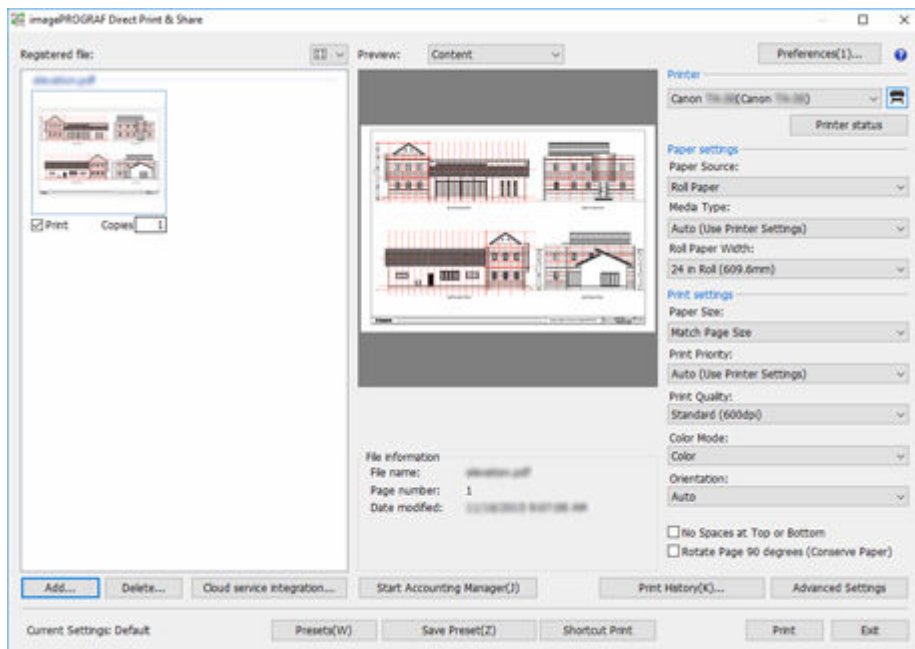 imagePROGRAF Direct Print & Share
Registered file:
Preview:
Content
Preferences(1)...
Printer
Canon
(Canon
Printer status
Print
Copies
1
Paper settings
Paper Source:
Roll Paper
Media Type:
Auto (Use Printer Settings)
Roll Paper Width:
24 in Roll (609.6mm)
Print settings
Paper Size:
Match Page Size
Print Priority:
Auto (Use Printer Settings)
Print Quality:
Standard (600dpi)
Color Mode:
Color
Orientation:
Auto
No Spaces at Top or Bottom
Rotate Page 90 degrees (Conserve Paper)
File information
File name:
Page number: 1
Date modified:
Add...
Delete...
Cloud service integration...
Start Accounting Manager(J)
Print History(K)...
Advanced Settings
Current Settings: Default
Presets(W)
Save Preset(Z)
Shortcut Print
Print
Exit